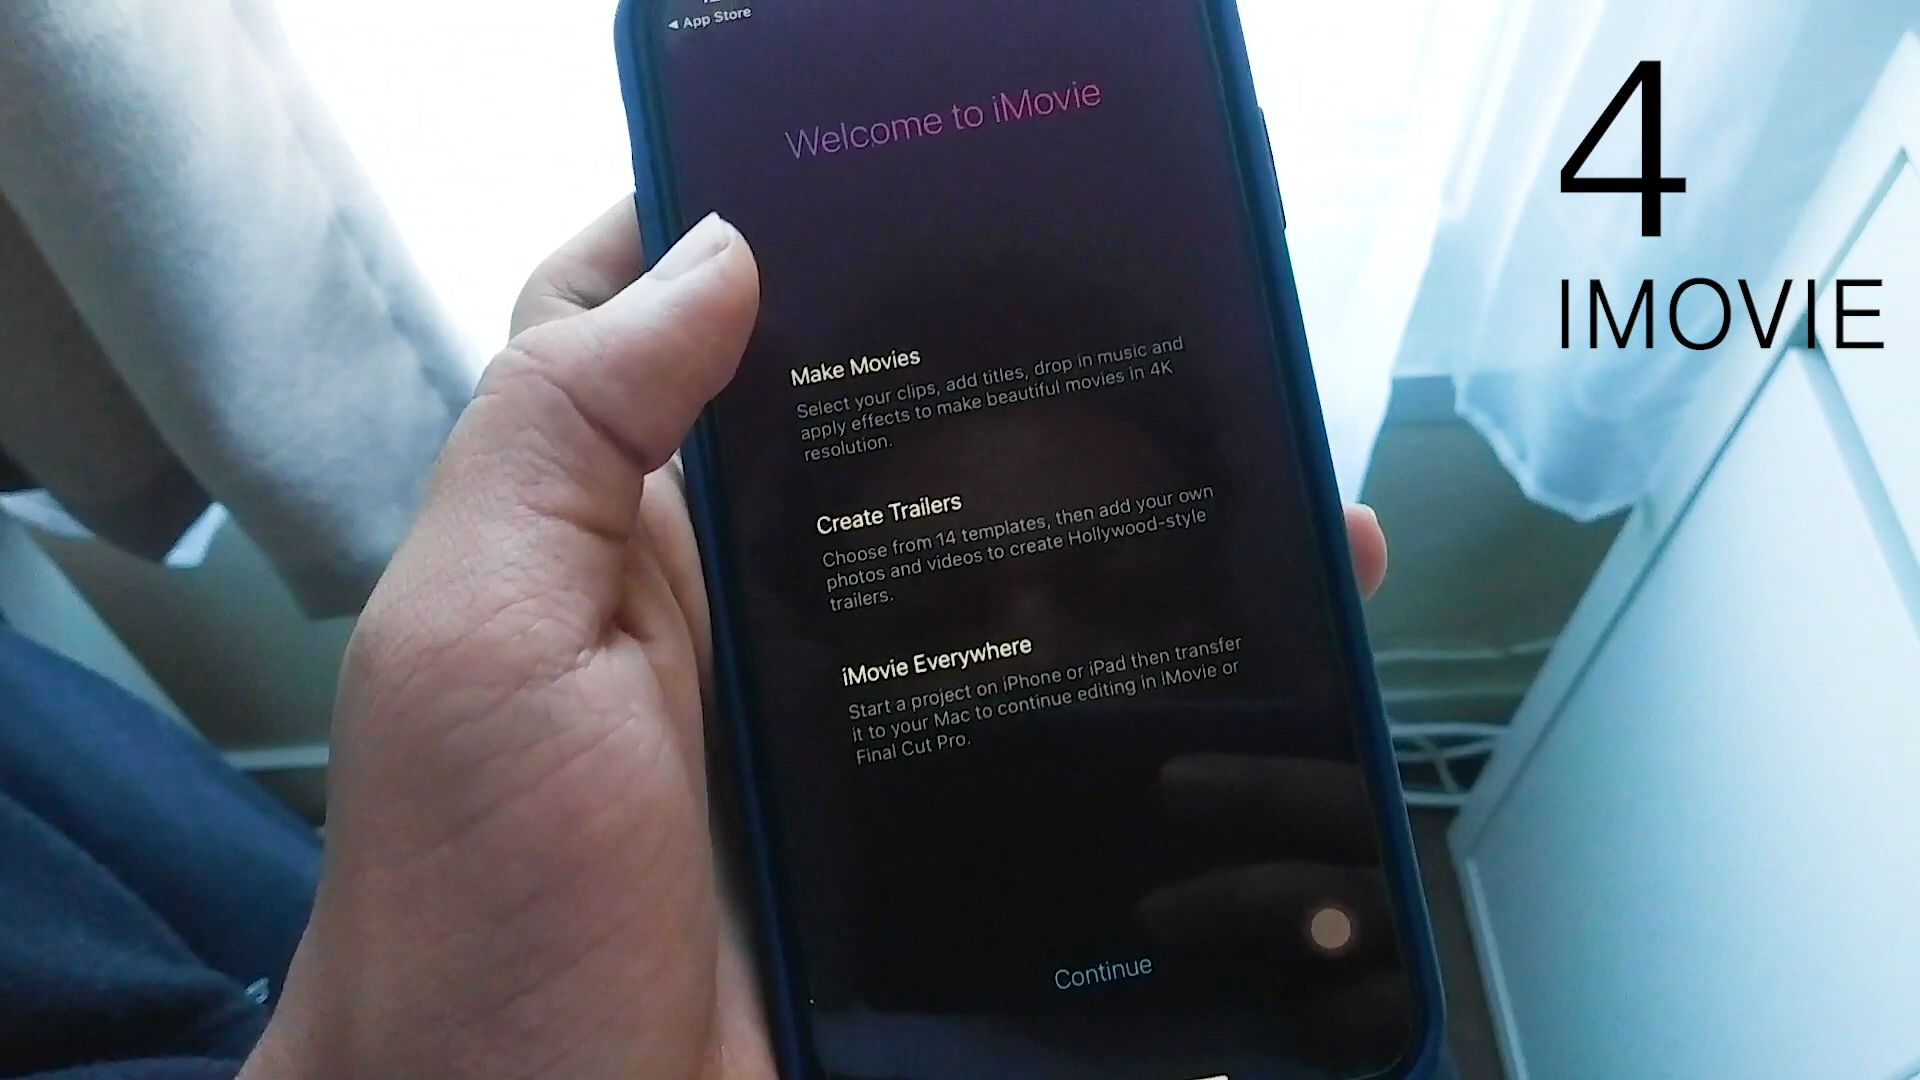 ◀ App Store
Welcome to iMovie
Make Movies
Select your clips, add titles, drop in music and
apply effects to make beautiful movies in 4K
resolution.
Create Trailers
Choose from 14 templates, then add your own
photos and videos to create Hollywood-style
trailers.
iMovie Everywhere
Start a project on iPhone or iPad then transfer
it to your Mac to continue editing in iMovie or
Final Cut Pro.
Continue
4
IMOVIE